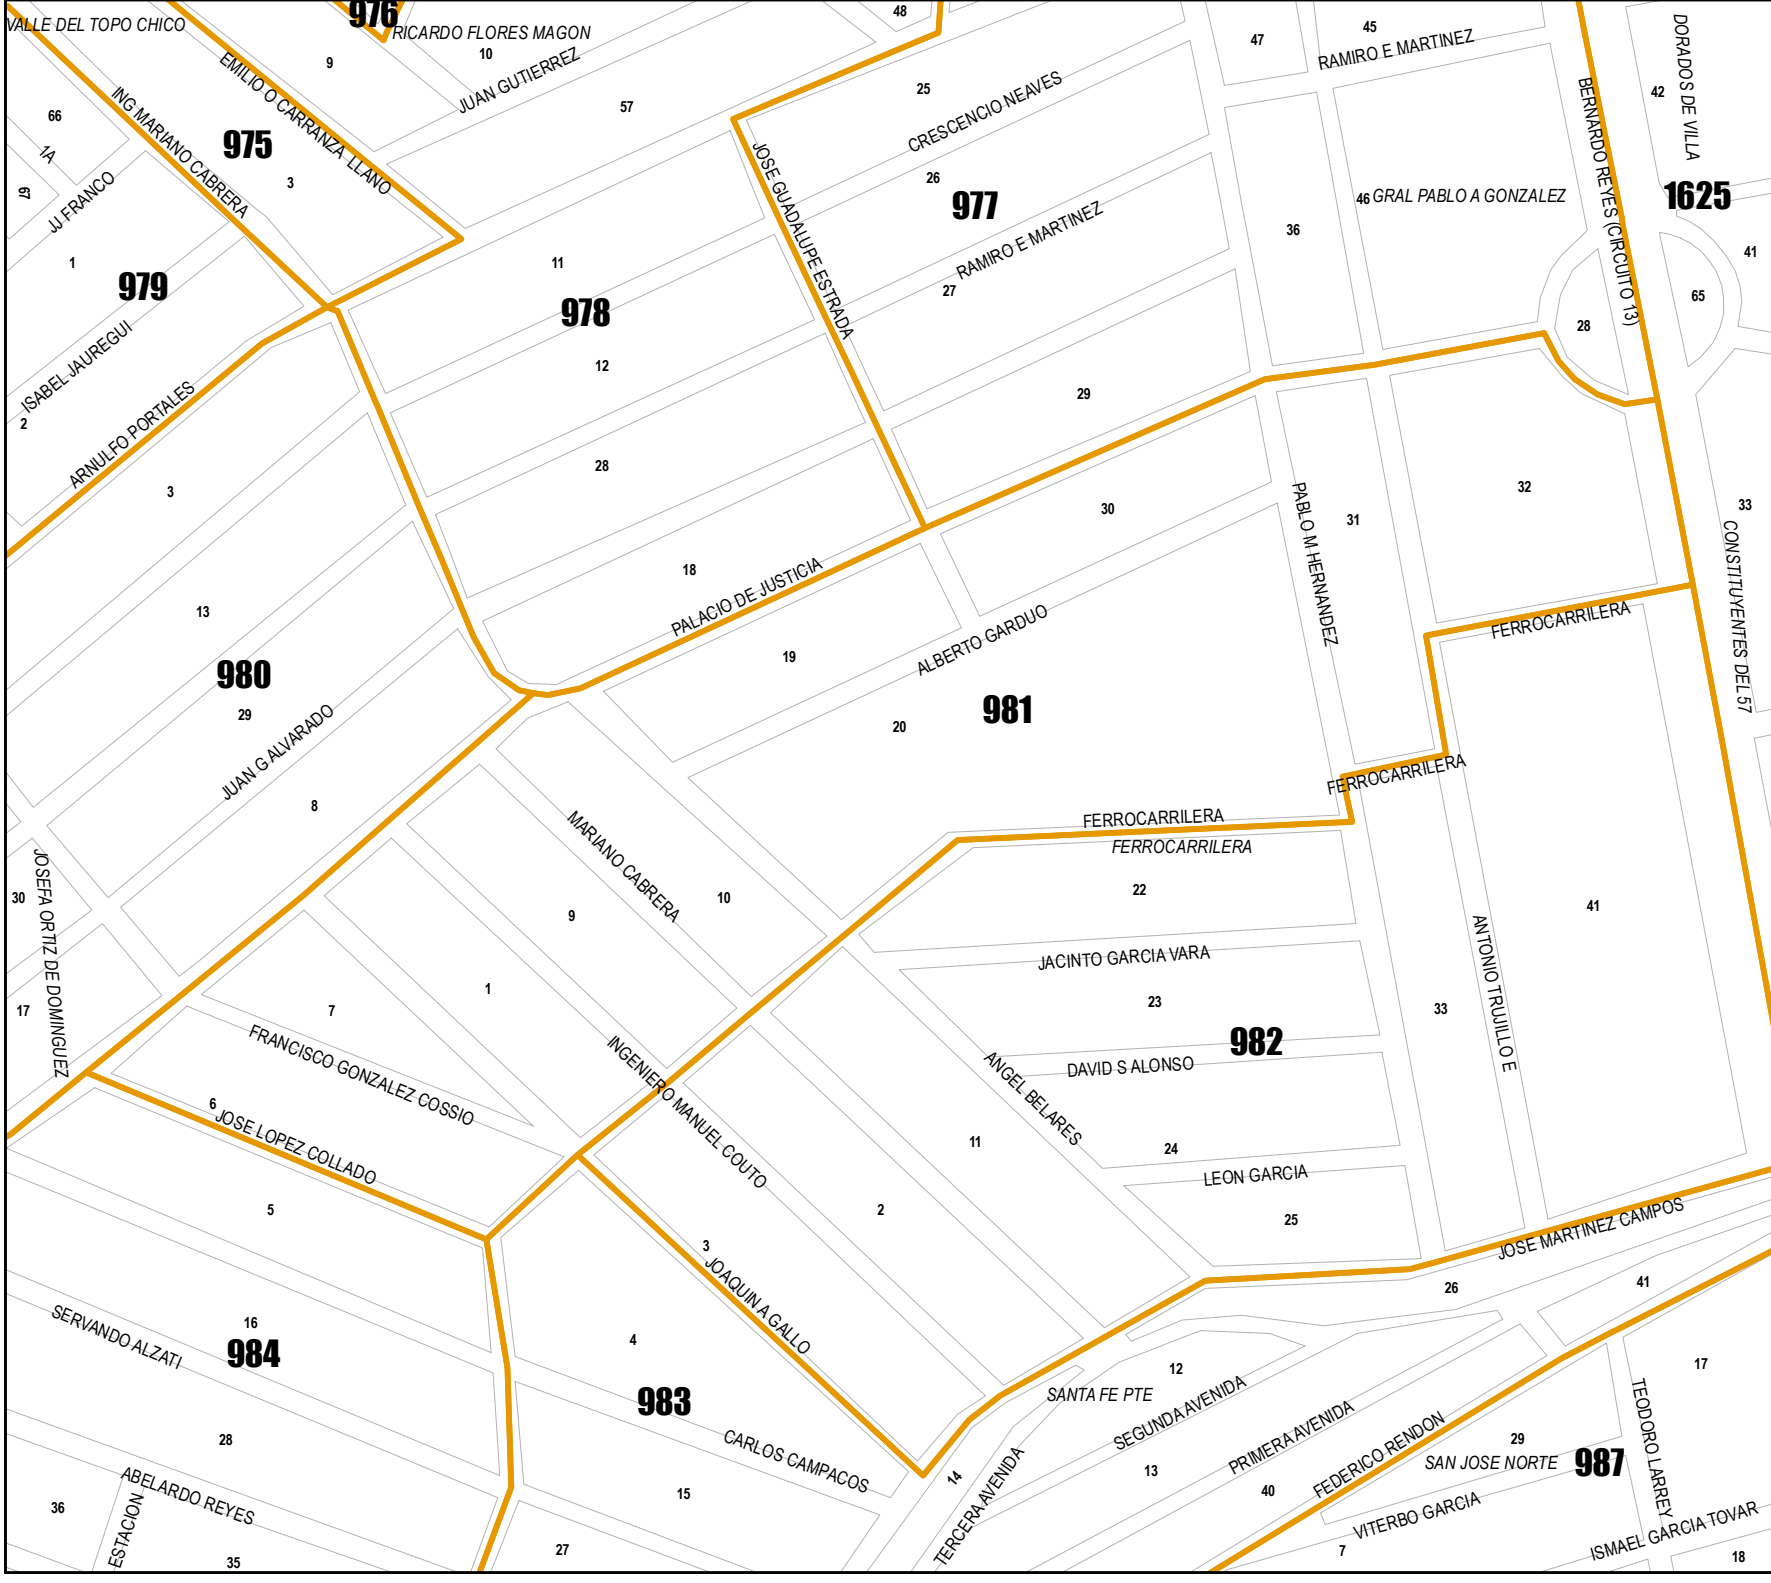 VALLE DEL TOPO CHICO
976
RICARDO FLORES MAGON
48
45
47
RAMIRO E MARTINEZ
DORADOS DE VILLA
9
10
EMILIO O CARRANZA LLANO
JUAN GUTIERREZ
57
25
CRESCENCIO NEAVES
BERNARDO REYES (CIRCUITO 13)
42
66
ING MARIANO CABRERA
975
1A
3
67
JJ FRANCO
JOSE GUADALUPE ESTRADA
26
977
46
GRAL PABLO A GONZALEZ
1625
36
RAMIRO E MARTINEZ
41
1
979
11
978
27
65
28
ISABEL JAUREGUI
12
29
2
ARNULFO PORTALES
28
3
32
33
30
31
PABLO M HERNANDEZ
CONSTITUYENTES DEL 57
18
PALACIO DE JUSTICIA
13
FERROCARRILERA
ALBERTO GARDUO
19
980
29
981
20
JUAN G ALVARADO
FERROCARRILERA
8
MARIANO CABRERA
FERROCARRILERA
FERROCARRILERA
JOSEFA ORTIZ DE DOMINGUEZ
30
10
9
22
41
ANTONIO TRUJILLO E
JACINTO GARCIA VARA
1
23
33
17
7
982
FRANCISCO GONZALEZ COSSIO
INGENIERO MANUEL COUTO
ANGEL BELARES
DAVID S ALONSO
6
JOSE LOPEZ COLLADO
11
24
LEON GARCIA
5
2
25
JOSE MARTINEZ CAMPOS
3
JOAQUIN A GALLO
26
41
16
SERVANDO ALZATI
984
4
12
17
983
SANTA FE PTE
SEGUNDA AVENIDA
TEODORO LARREY
PRIMERA AVENIDA
FEDERICO RENDON
28
CARLOS CAMPACOS
29
SAN JOSE NORTE
987
13
14
TERCERA AVENIDA
40
ABELARDO REYES
36
15
VITERBO GARCIA
ESTACION
ISMAEL GARCIA TOVAR
35
27
7
18